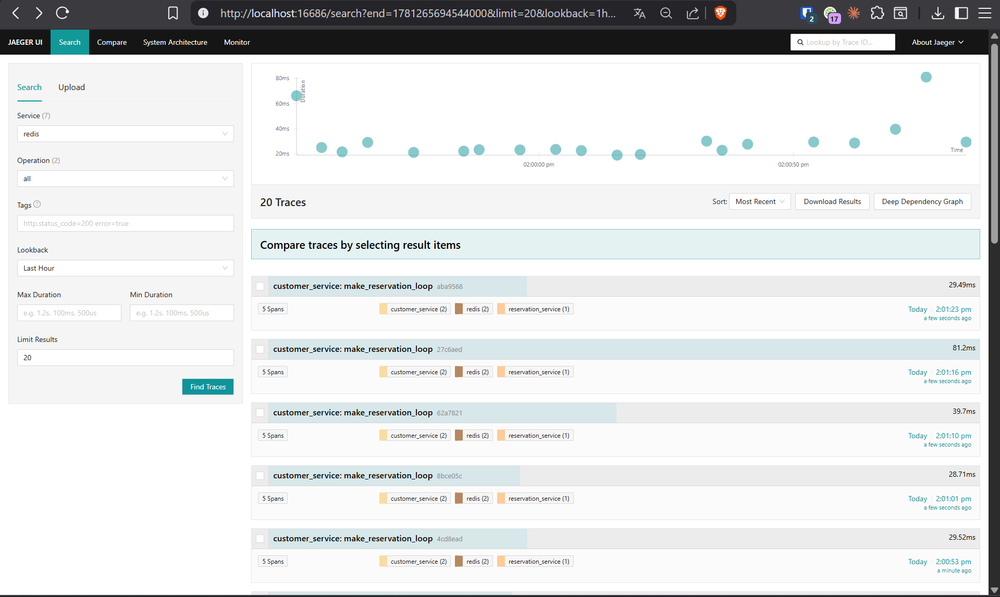 http://localhost:16686/search?end=1781265694544000&limit=20&lookback=1h...
2
17
JAEGER UI
Search
Compare
System Architecture
Monitor
Lookup by Trace ID...
About Jaeger
Search
Upload
Service (7)
redis
Operation (2)
all
Tags
http.status_code=200 error=true
Lookback
Last Hour
Max Duration
Min Duration
e.g. 1.2s, 100ms, 500us
e.g. 1.2s, 100ms, 500us
Limit Results
20
Find Traces
80ms
60ms
40ms
20ms
Duration
Time
02:00:00 pm
02:00:50 pm
20 Traces
Sort:
Most Recent
Download Results
Deep Dependency Graph
Compare traces by selecting result items
customer_service: make_reservation_loop aba9568
29.49ms
5 Spans
customer_service (2)
redis (2)
reservation_service (1)
Today
2:01:23 pm
a few seconds ago
customer_service: make_reservation_loop 27c6aed
81.2ms
5 Spans
customer_service (2)
redis (2)
reservation_service (1)
Today
2:01:16 pm
a few seconds ago
customer_service: make_reservation_loop 62a7821
39.7ms
5 Spans
customer_service (2)
redis (2)
reservation_service (1)
Today
2:01:10 pm
a few seconds ago
customer_service: make_reservation_loop 8bce05c
28.71ms
5 Spans
customer_service (2)
redis (2)
reservation_service (1)
Today
2:01:01 pm
a few seconds ago
customer_service: make_reservation_loop 4cd8ead
29.52ms
5 Spans
customer_service (2)
redis (2)
reservation_service (1)
Today
2:00:53 pm
a minute ago